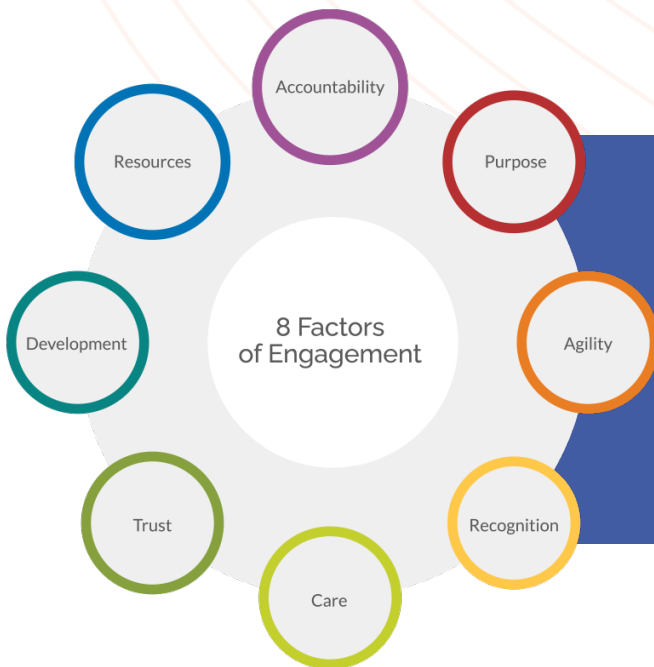 Accountability
Purpose
Resources
8 Factors
of Engagement
Development
Agility
Trust
Recognition
Care